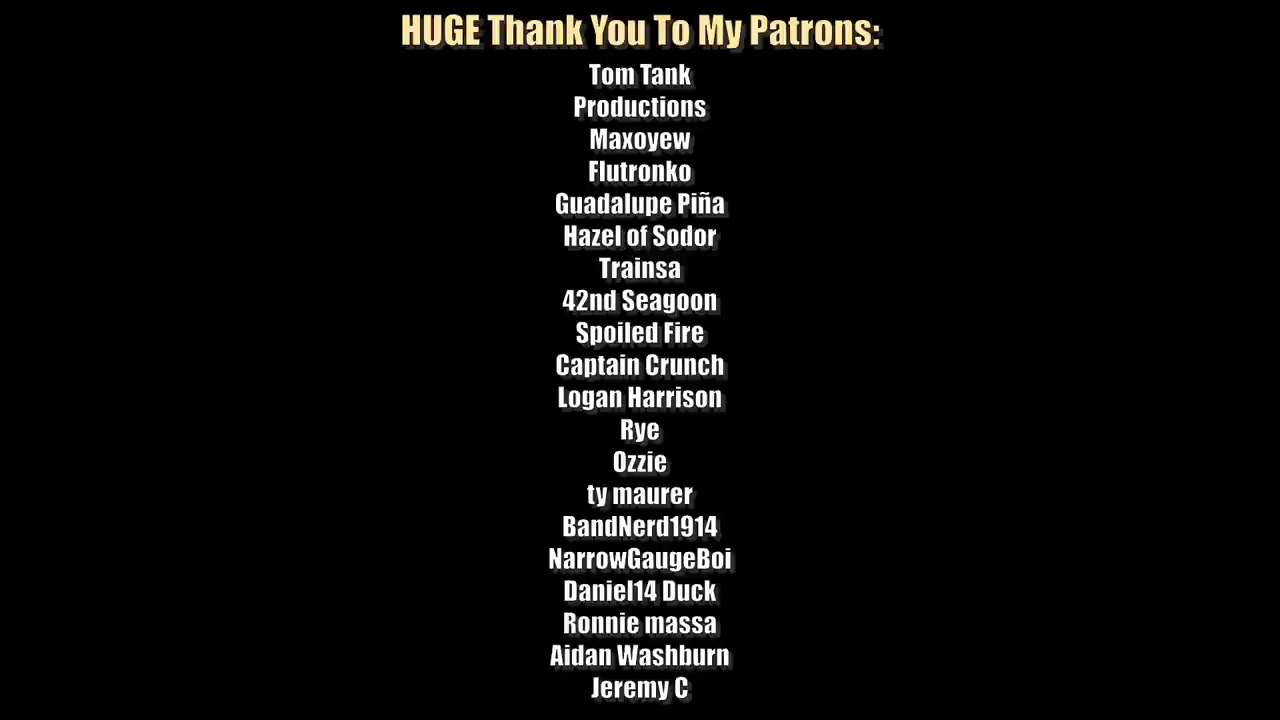 HUGE Thank You To My Patrons:
Tom Tank
Productions
Maxoyew
Flutronko
Guadalupe Piña
Hazel of Sodor
Trainsa
42nd Seagoon
Spoiled Fire
Captain Crunch
Logan Harrison
Rye
Ozzie
ty maurer
BandNerd1914
NarrowGaugeBoi
Daniel14 Duck
Ronnie massa
Aidan Washburn
Jeremy C